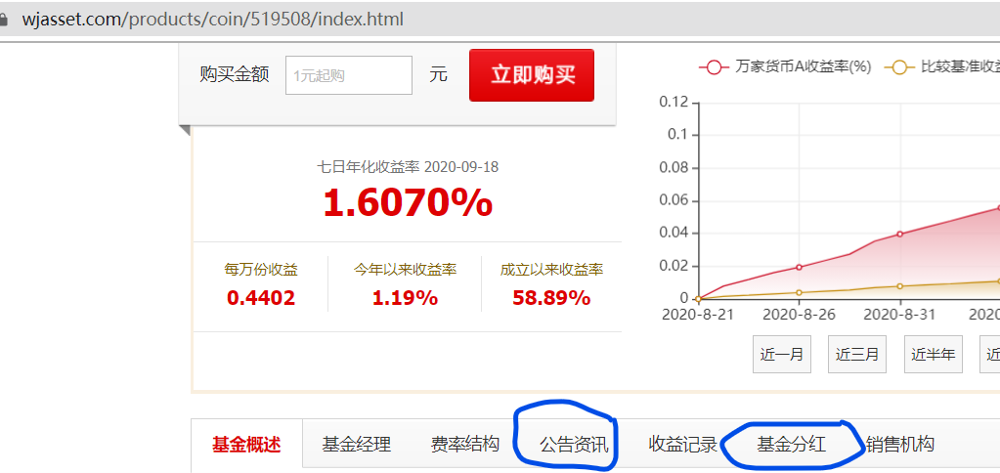 wjasset.com/products/coin/519508/index.html
购买金额 1元起购 元 立即购买
七日年化收益率 2020-09-18
1.6070%
每万份收益 今年以来收益率 成立以来收益率
0.4402 1.19% 58.89%
万家货币A收益率(%) 比较基准收益
0.12
0.1
0.08
0.06
0.04
0.02
0
2020-8-21 2020-8-26 2020-8-31 2020
近一月 近三月 近半年 近
基金概述 基金经理 费率结构 公告资讯 收益记录 基金分红 销售机构